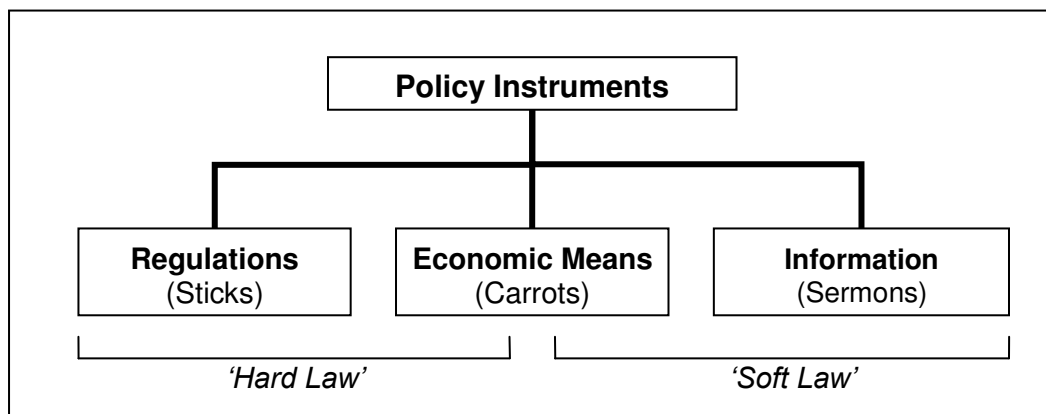 Policy Instruments
Regulations
(Sticks)
Economic Means
(Carrots)
Information
(Sermons)
‘Hard Law’
‘Soft Law’